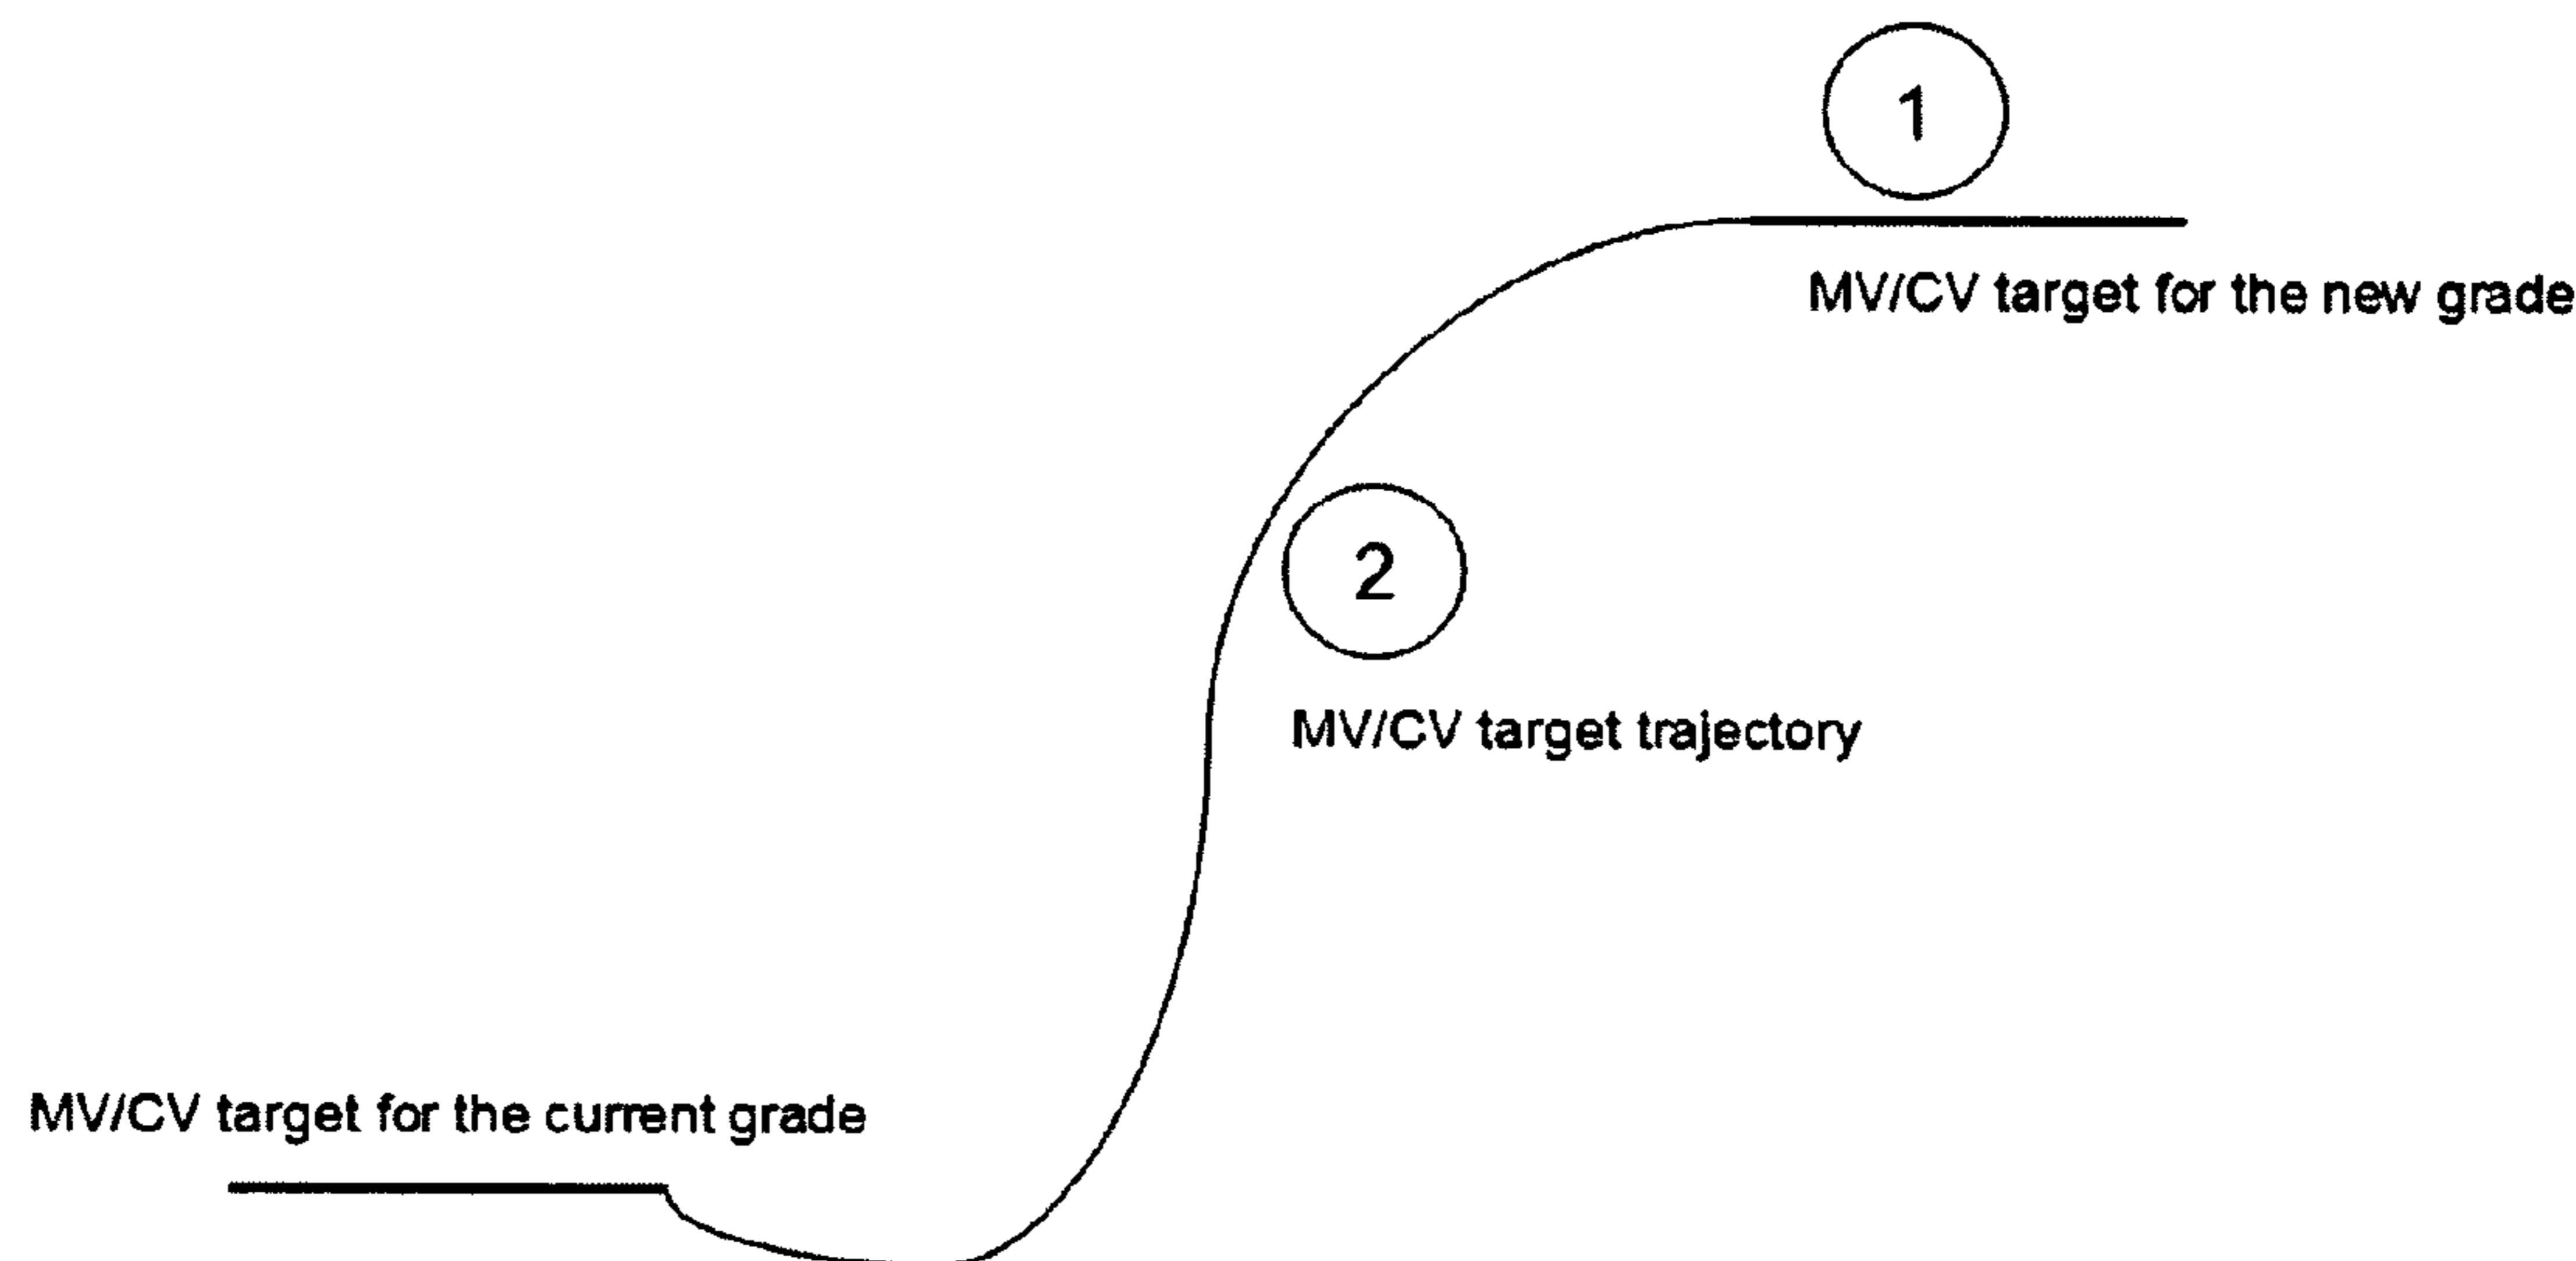 1
MV/CV target for the new grade
2
MV/CV target trajectory
MV/CV target for the current grade